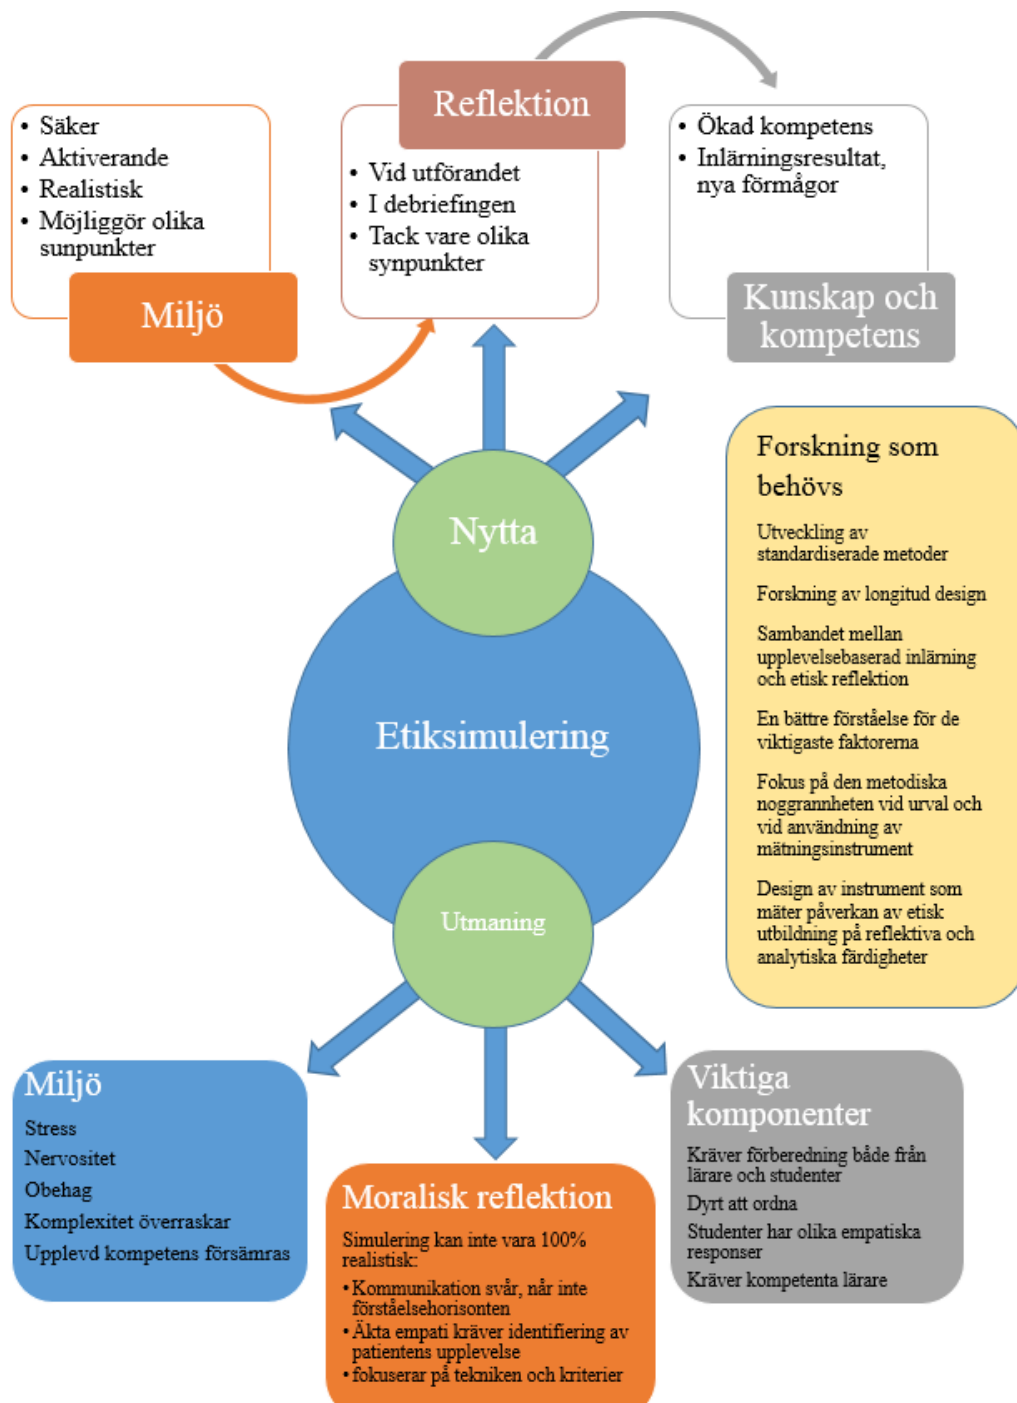 Reflektion
• Säker
• Aktiverande
• Realistisk
• Möjliggör olika
sunpunkter
Miljö
• Vid utförandet
• I debriefingen
• Tack vare olika
synpunkter
• Ökad kompetens
• Inlärningsresultat,
nya förmågor
Kunskap och
kompetens
Nytta
Etiksimulering
Utmaning
Forskning som
behövs
Utveckling av
standardiserade metoder
Forskning av longitud design
Sambandet mellan
upplevelsebaserad inlärning
och etisk reflektion
En bättre förståelse för de
viktigaste faktorerna
Fokus på den metodiska
noggrannheten vid urval och
vid användning av
mätningsinstrument
Design av instrument som
mäter påverkan av etisk
utbildning på reflektiva och
analytiska färdigheter
Miljö
Stress
Nervositet
Obehag
Komplexitet överraskar
Upplevd kompetens försämras
Moralisk reflektion
Simulering kan inte vara 100%
realistisk:
• Kommunikation svår, når inte
förståelsehorisonten
• Äkta empati kräver identifiering av
patientens upplevelse
• fokuserar på tekniken och kriterier
Viktiga
komponenter
Kräver förberedning både från
lärare och studenter
Dyrt att ordna
Studenter har olika empatiska
responser
Kräver kompetenta lärare